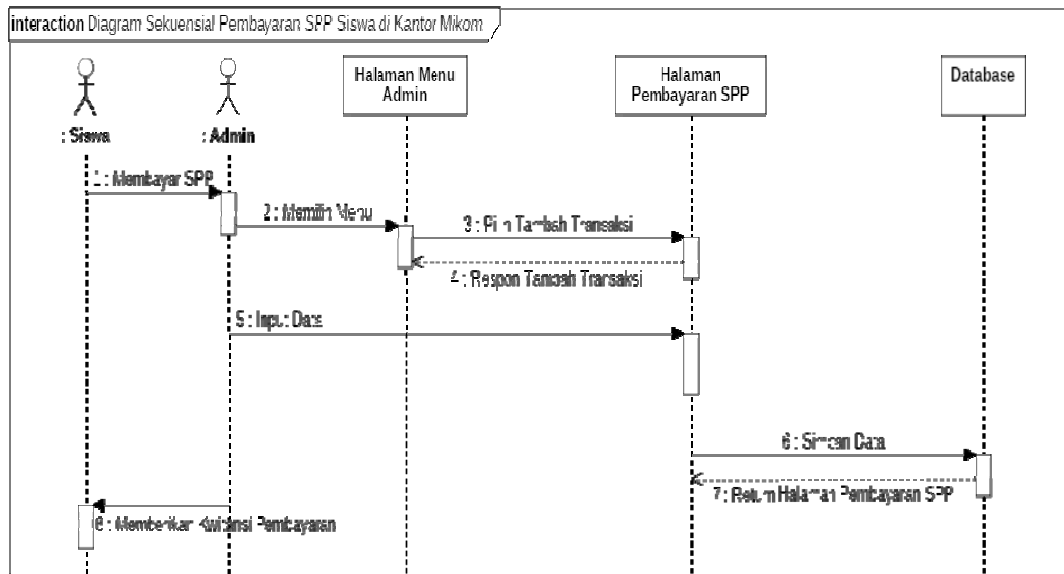 interaction Diagram Sekuensial Pembayaran SPP Siswa di Kantor Mikom
: Siswa
: Admin
Halaman Menu
Admin
Halaman
Pembayaran SPP
Database
1 : Membayar SPP
2 : Memilih Menu
3 : Pilih Tambah Transaksi
4 : Respon Tambah Transaksi
5 : Input Data
6 : Simpan Data
7 : Return Halaman Pembayaran SPP
8 : Memberikan Kwitansi Pembayaran